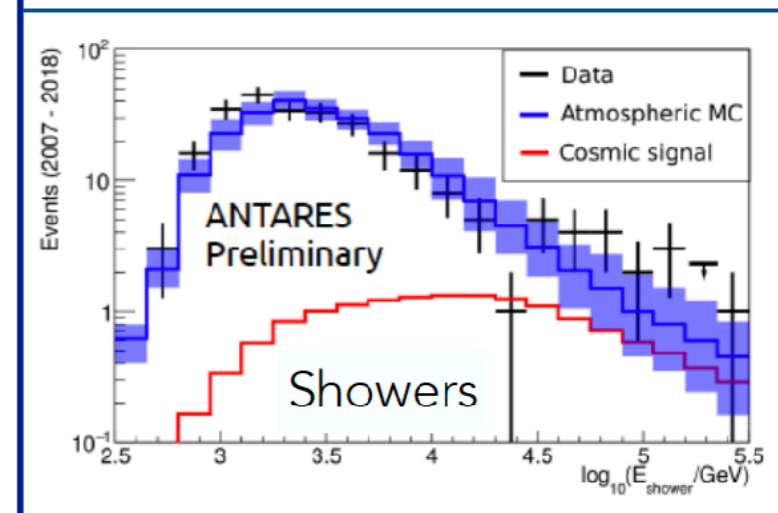 Events (2007 - 2018)
10²
10
1
10⁻¹
Data
Atmospheric MC
Cosmic signal
ANTARES
Preliminary
Showers
2.5 3 3.5 4 4.5 5 5.5
log₁₀(E_shower/GeV)